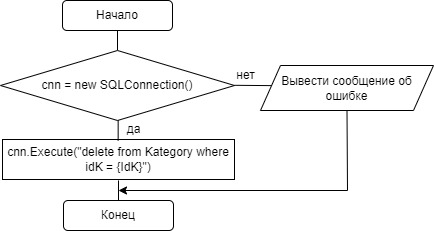 Начало
cnn = new SQLConnection()
нет
Вывести сообщение об
ошибке
да
cnn.Execute("delete from Kategory where
idK = {IdK}")
Конец